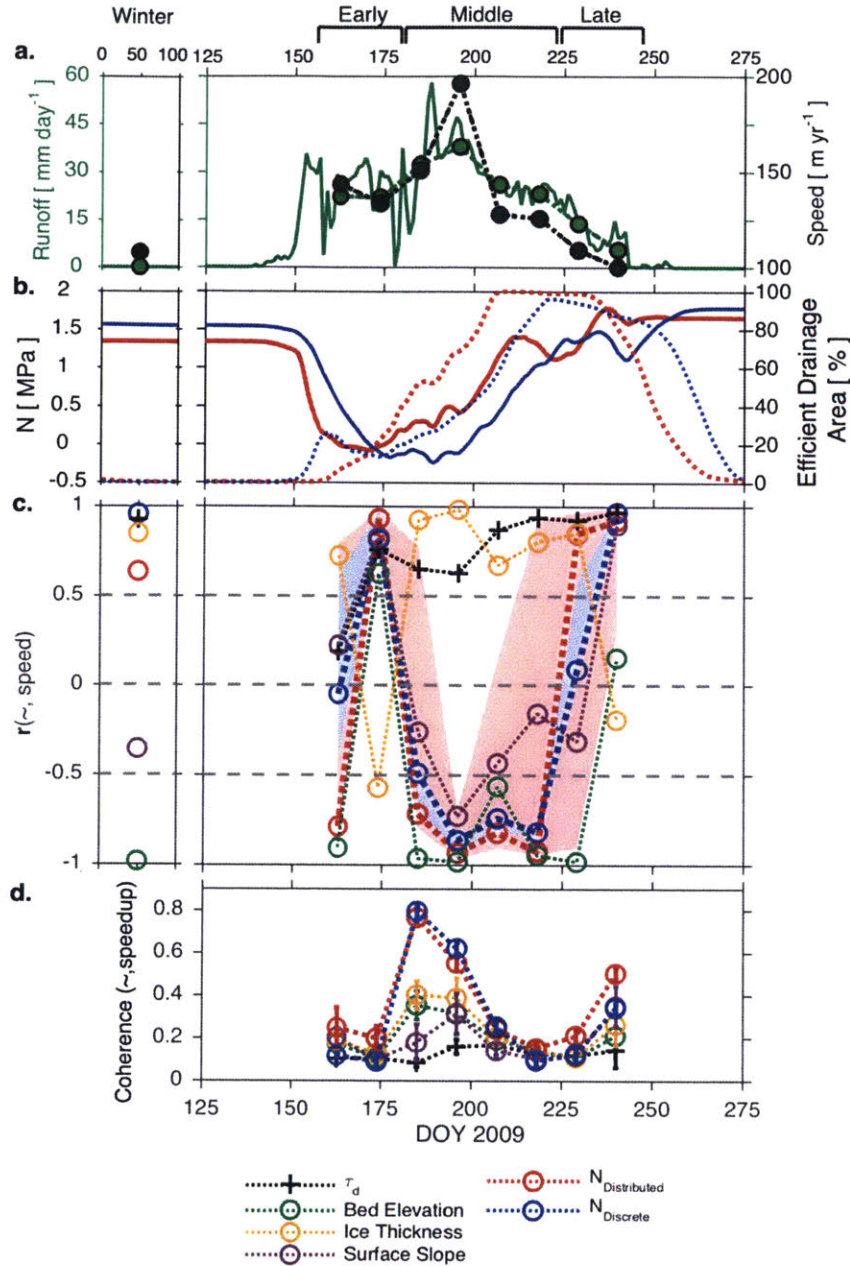 Winter Early Middle Late
0 50 100 125 150 175 200 225 250 275
a.
60 200
45
30 150
15
0 100
Runoff [ mm day⁻¹ ]
Speed [ m yr⁻¹ ]
b.
2 100
1.5 80
1 60
0.5 40
0 20
-0.5 0
N [ MPa ]
Efficient Drainage
Area [ % ]
c.
1
0.5
0
-0.5
-1
r(~, speed)
d.
0.8
0.6
0.4
0.2
0
Coherence (~,speedup)
125 150 175 200 225 250 275
DOY 2009
τd NDistributed
Bed Elevation NDiscrete
Ice Thickness
Surface Slope